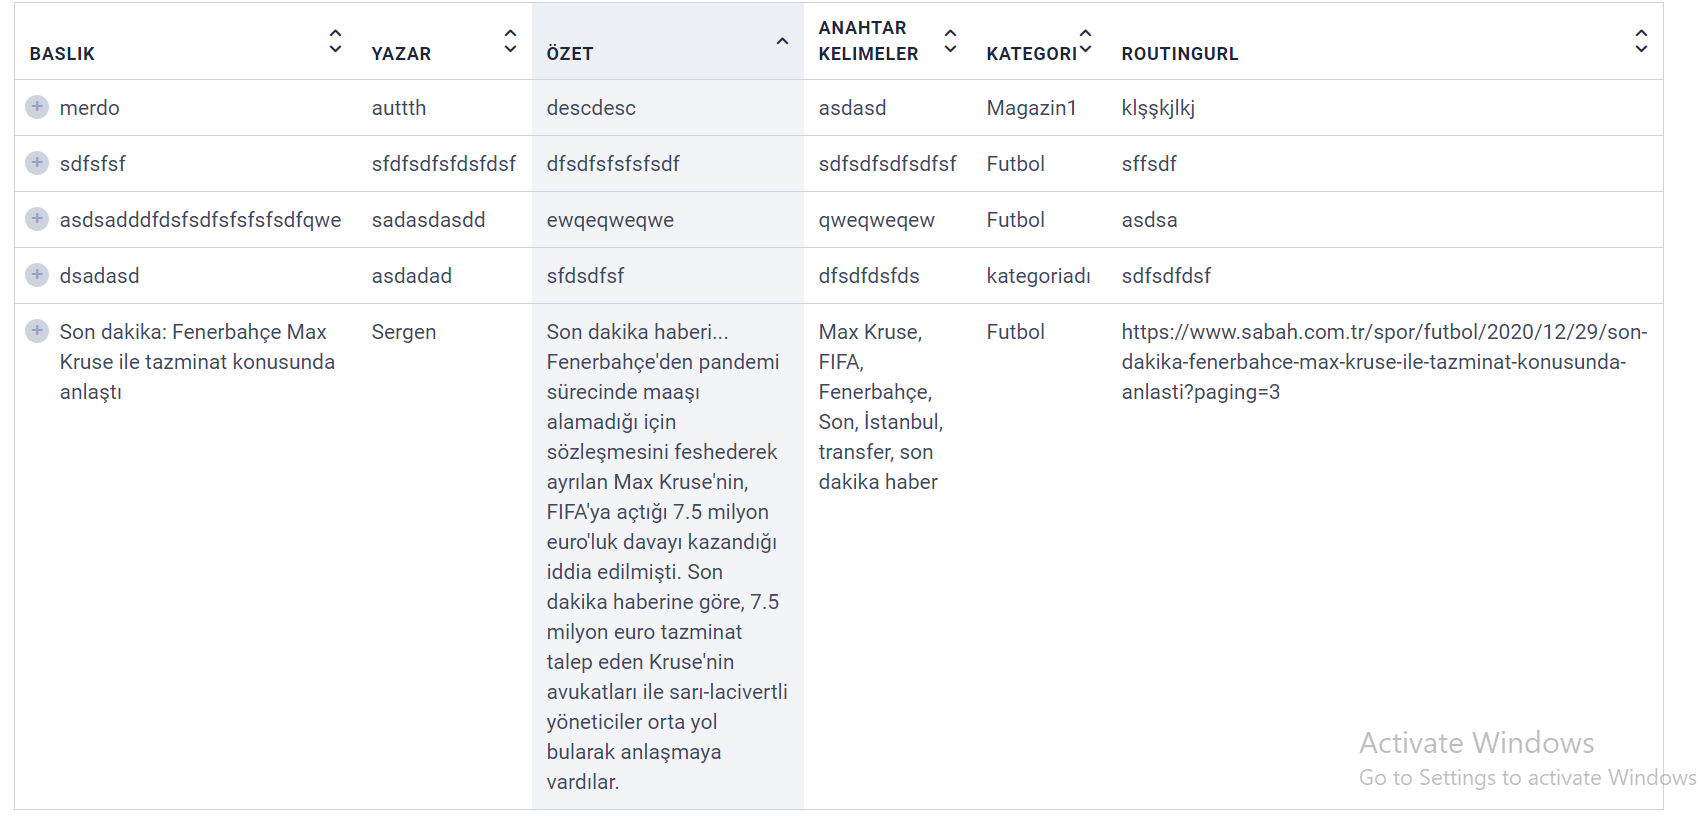 BASLIK YAZAR ÖZET ANAHTAR KELIMELER KATEGORI ROUTINGURL
merdo auttth descdesc asdasd Magazin1 klşşkjlkj
sdfsfsf sfdfsdfsfdsfdsf dfsdfsfsfsfsdf sdfsdfsdfsdfsf Futbol sffsdf
asdsadddfdsfsdfsfsfsfsdfqwe sadasdasdd ewqeqweqwe qweqweqew Futbol asdsa
dsadasd asdadad sfdsdfsf dfsdfdsfds kategoriadı sdfsdfdsf
Son dakika: Fenerbahçe Max
Kruse ile tazminat konusunda
anlaştı
Sergen
Son dakika haberi...
Fenerbahçe'den pandemi
sürecinde maaşı
alamadığı için
sözleşmesini feshederek
ayrılan Max Kruse'nin,
FIFA'ya açtığı 7.5 milyon
euro'luk davayı kazandığı
iddia edilmişti. Son
dakika haberine göre, 7.5
milyon euro tazminat
talep eden Kruse'nin
avukatları ile sarı-lacivertli
yöneticiler orta yol
bularak anlaşmaya
vardılar.
Max Kruse,
FIFA,
Fenerbahçe,
Son, İstanbul,
transfer, son
dakika haber
Futbol
https://www.sabah.com.tr/spor/futbol/2020/12/29/son-
dakika-fenerbahce-max-kruse-ile-tazminat-konusunda-
anlasti?paging=3
Activate Windows
Go to Settings to activate Windows